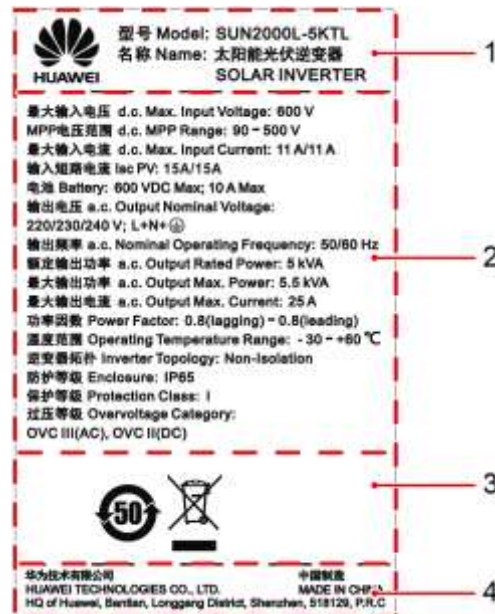 HUAWEI
型号 Model: SUN2000L-5KTL
名称 Name: 太阳能光伏逆变器
SOLAR INVERTER
1
最大输入电压 d.c. Max. Input Voltage: 600 V
MPP电压范围 d.c. MPP Range: 90 ~ 500 V
最大输入电流 d.c. Max. Input Current: 11 A/11 A
输入短路电流 Isc PV: 15A/15A
电池 Battery: 600 VDC Max; 10 A Max
输出电压 a.c. Output Nominal Voltage:
220/230/240 V; L+N+
输出频率 a.c. Nominal Operating Frequency: 50/60 Hz
额定输出功率 a.c. Output Rated Power: 5 kVA
最大输出功率 a.c. Output Max. Power: 5.5 kVA
最大输出电流 a.c. Output Max. Current: 25 A
功率因数 Power Factor: 0.8(lagging) ~ 0.8(leading)
温度范围 Operating Temperature Range: - 30 ~ +60 ℃
逆变器拓扑 Inverter Topology: Non-Isolation
防护等级 Enclosure: IP65
保护等级 Protection Class: I
过压等级 Overvoltage Category:
OVC III(AC), OVC II(DC)
2
50
3
华为技术有限公司 中国制造
HUAWEI TECHNOLOGIES CO., LTD. MADE IN CHINA
HQ of Huawei, Bantian, Longgang District, Shenzhen, 518129, P.R.C
4